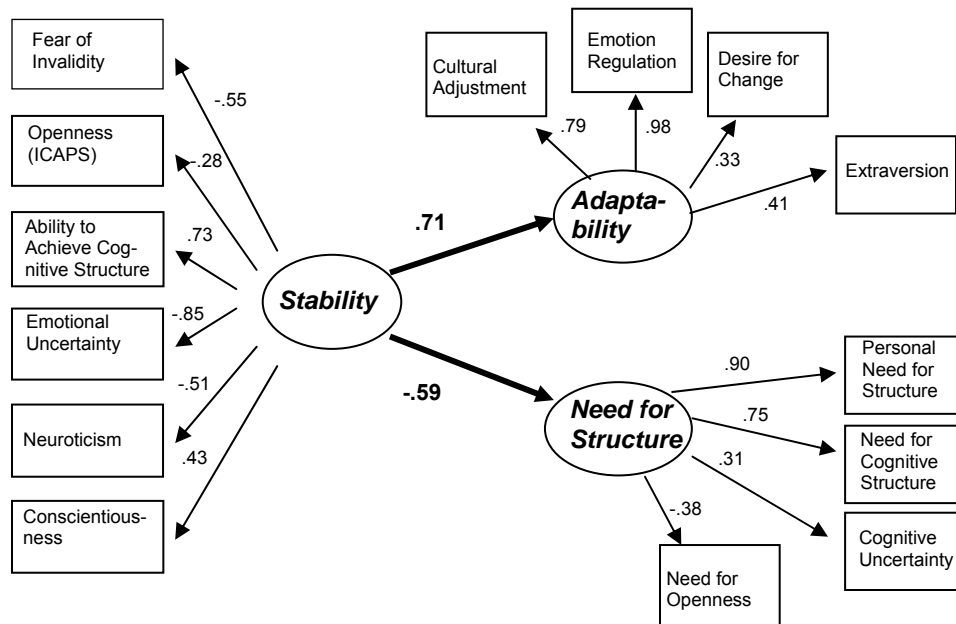 Fear of
Invalidity
-.55
Openness
(ICAPS)
-.28
Ability to
Achieve Cog-
nitive Structure
.73
Emotional
Uncertainty
-.85
Neuroticism
-.51
Conscientious-
ness
.43
Stability
.71
-.59
Cultural
Adjustment
.79
Emotion
Regulation
.98
Desire for
Change
.33
Extraversion
.41
Adapta-
bility
Need for
Structure
Personal
Need for
Structure
.90
Need for
Cognitive
Structure
.75
Cognitive
Uncertainty
.31
Need for
Openness
-.38